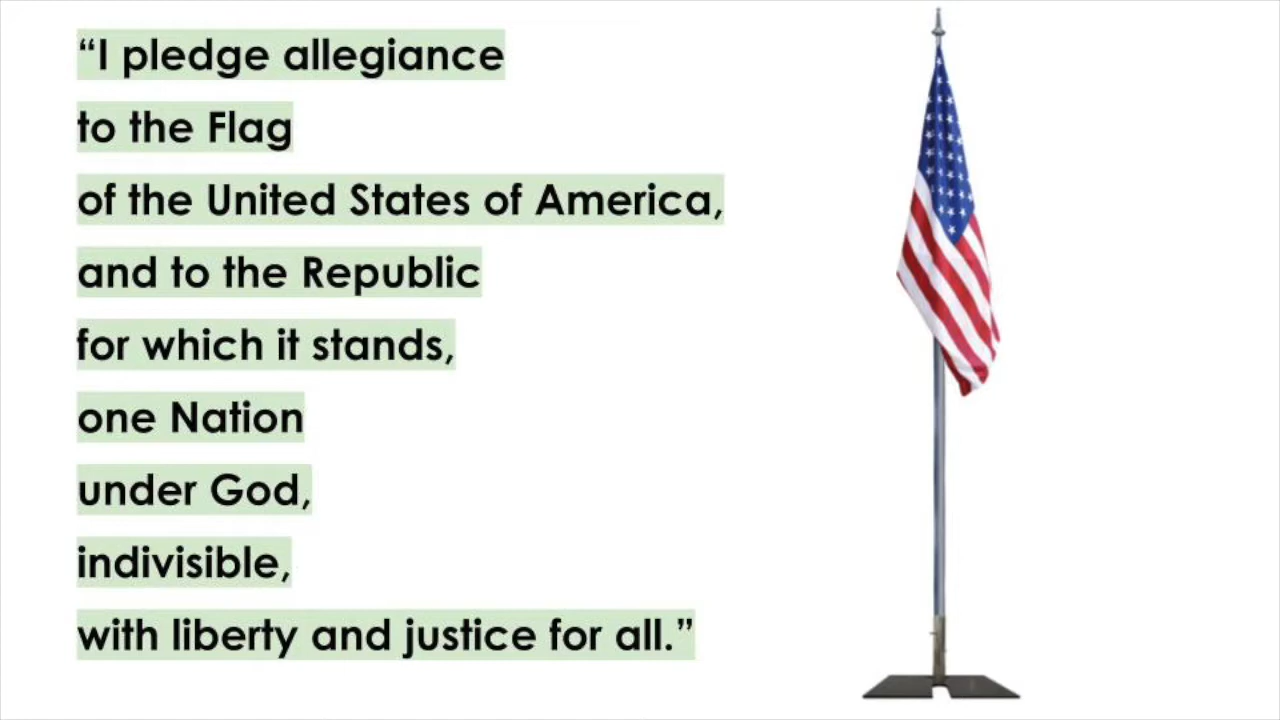 “I pledge allegiance
to the Flag
of the United States of America,
and to the Republic
for which it stands,
one Nation
under God,
indivisible,
with liberty and justice for all.”